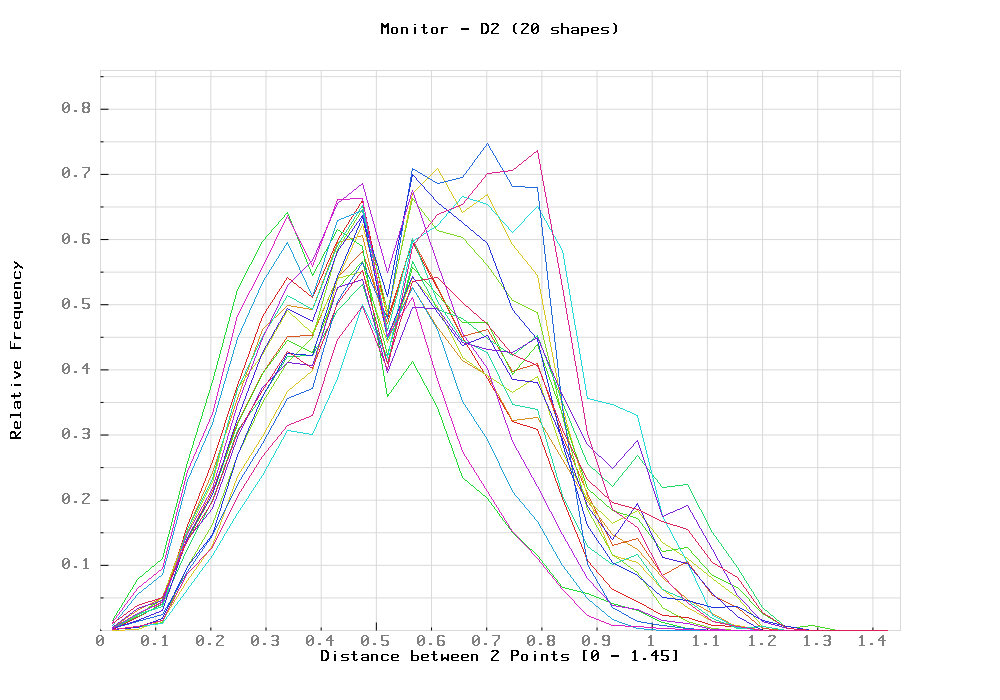 Monitor - D2 (20 shapes)
0.8
0.7
0.6
0.5
0.4
0.3
0.2
0.1
Relative Frequency
0 0.1 0.2 0.3 0.4 0.5 0.6 0.7 0.8 0.9 1 1.1 1.2 1.3 1.4
Distance between 2 Points [0 - 1.45]